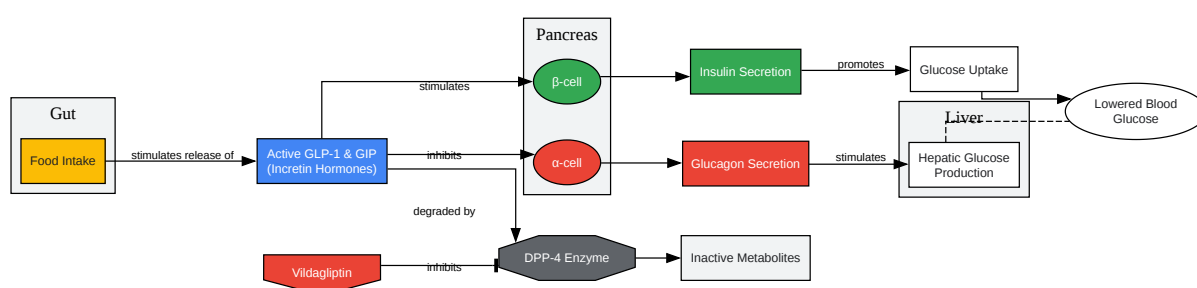 Pancreas
Gut
Liver
Food Intake
stimulates release of
Active GLP-1 & GIP
(Incretin Hormones)
stimulates
β-cell
Insulin Secretion
promotes
Glucose Uptake
Lowered Blood
Glucose
inhibits
α-cell
Glucagon Secretion
stimulates
Hepatic Glucose
Production
degraded by
Vildagliptin
inhibits
DPP-4 Enzyme
Inactive Metabolites